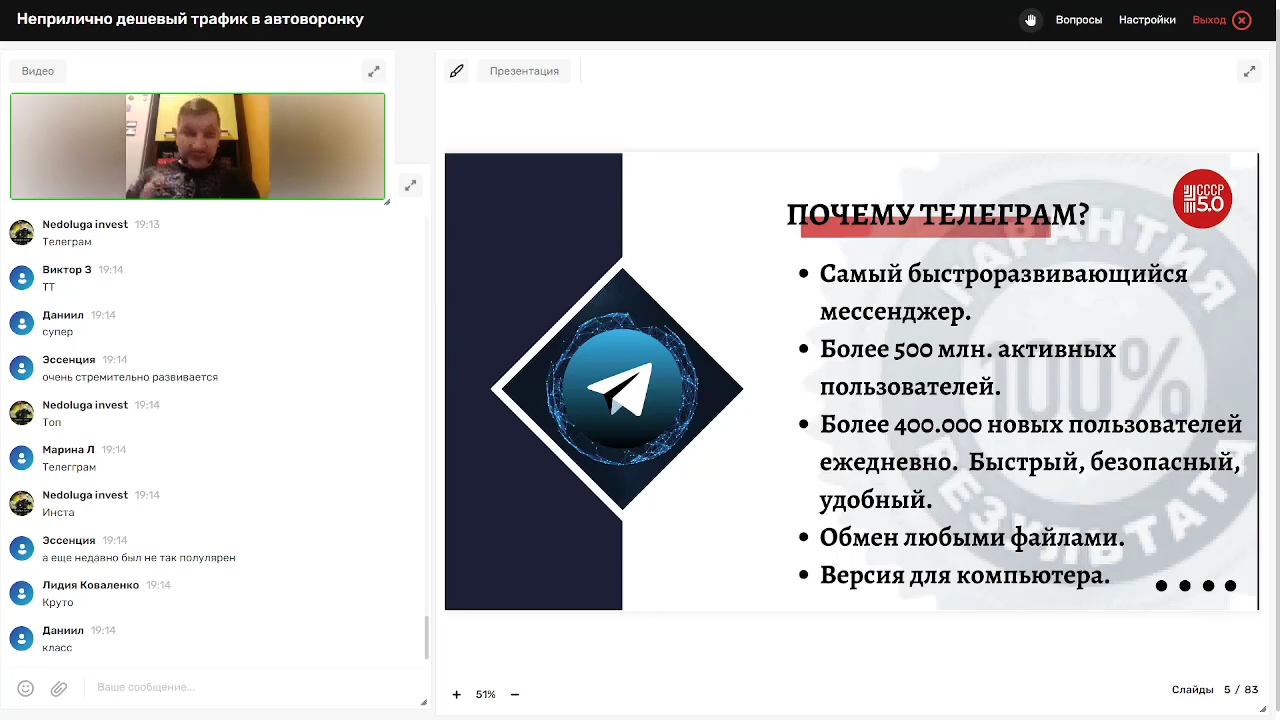 Неприлично дешевый трафик в автоворонку
Вопросы
Настройки
Выход
Видео
Nedoluga invest 19:13
Телеграм
Виктор З 19:14
ТТ
Даниил 19:14
супер
Эссенция 19:14
очень стремительно развивается
Nedoluga invest 19:14
Топ
Марина Л 19:14
Телегграм
Nedoluga invest 19:14
Инста
Эссенция 19:14
а еще недавно был не так полулярен
Лидия Коваленко 19:14
Круто
Даниил 19:14
класс
Ваше сообщение...
Презентация
СССР
5.0
ПОЧЕМУ ТЕЛЕГРАМ?
• Самый быстроразвивающийся
мессенджер.
• Более 500 млн. активных
пользователей.
• Более 400.000 новых пользователей
ежедневно. Быстрый, безопасный,
удобный.
• Обмен любыми файлами.
• Версия для компьютера.
ГАРАНТИЯ
100%
РЕЗУЛЬТАТА
+ 51% −
Слайды 5 / 83